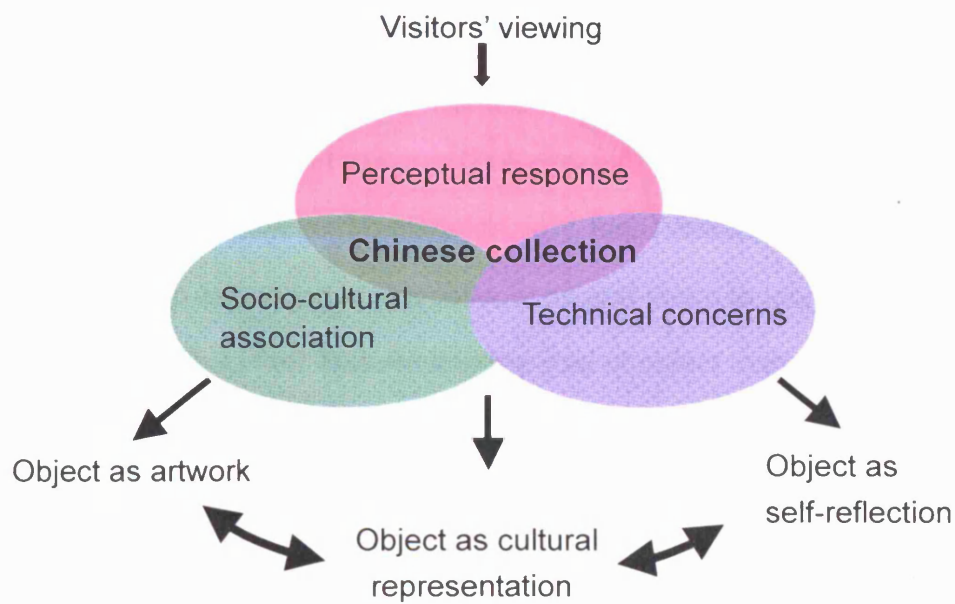 Visitors’ viewing
Perceptual response
Chinese collection
Socio-cultural
association
Technical concerns
Object as artwork
Object as
self-reflection
Object as cultural
representation